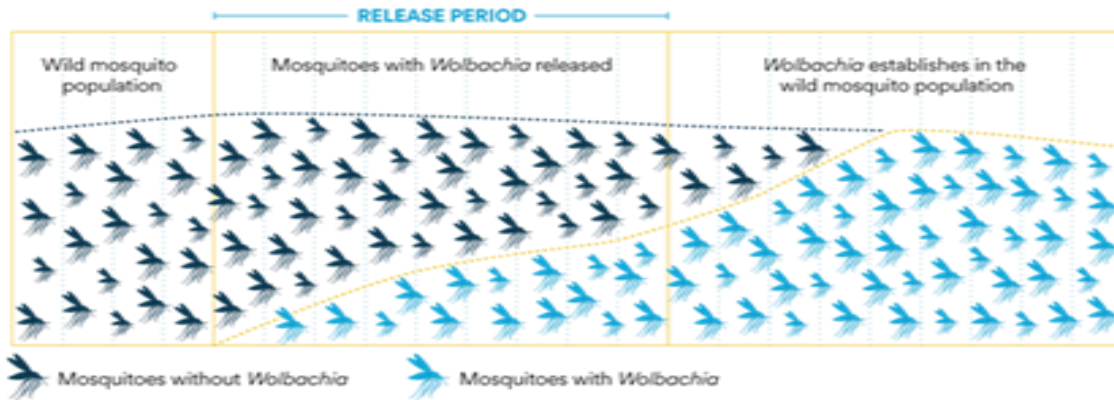 RELEASE PERIOD
Wild mosquito
population
Mosquitoes with Wolbachia released
Wolbachia establishes in the
wild mosquito population
Mosquitoes without Wolbachia
Mosquitoes with Wolbachia